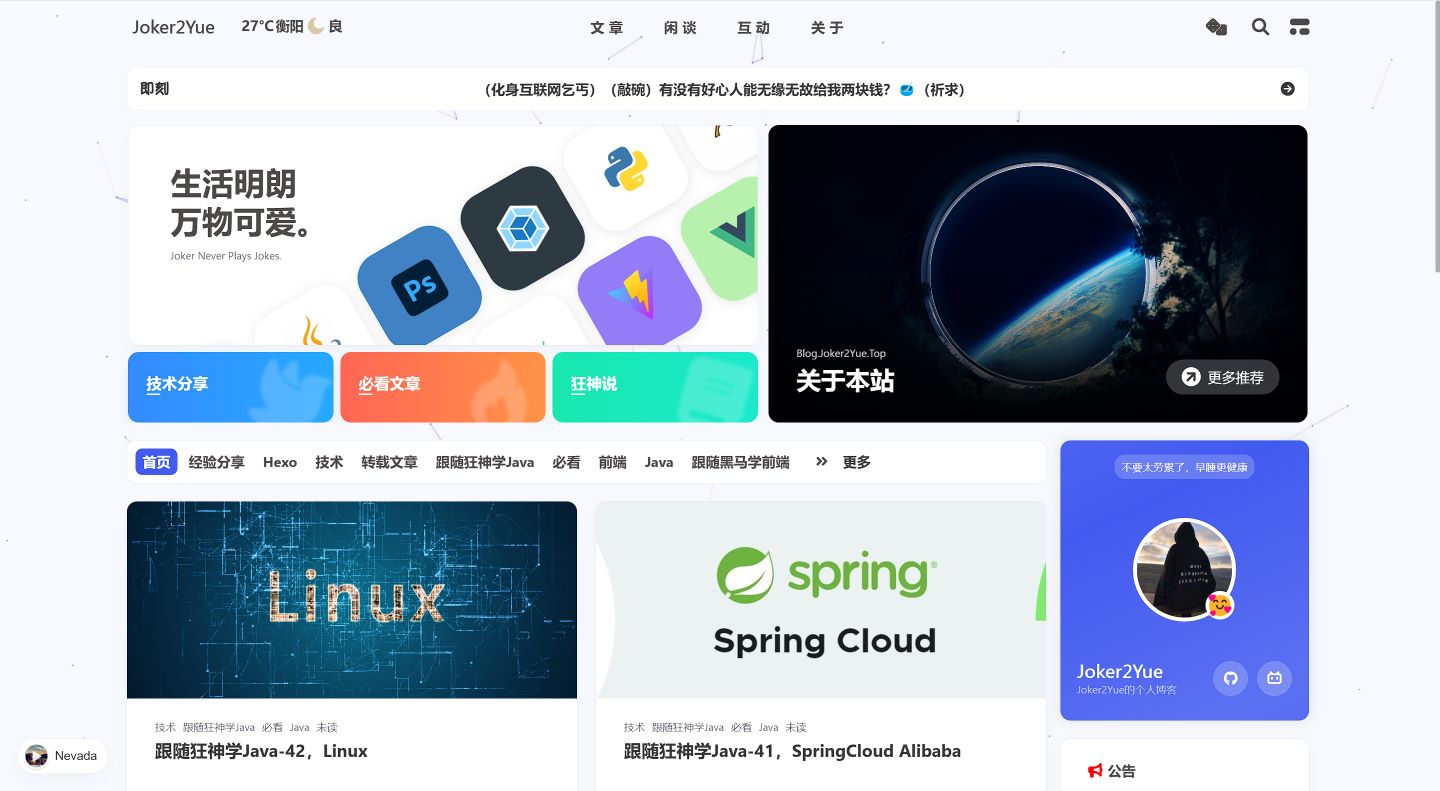 Joker2Yue 27℃ 衡阳 良 文章 闲谈 互动 关于
即刻 （化身互联网乞丐）（敲碗）有没有好心人能无缘无故给我两块钱？（祈求）
生活明朗
万物可爱。
Joker Never Plays Jokes.
Ps
技术分享 必看文章 狂神说
Blog.Joker2Yue.Top
关于本站
更多推荐
首页 经验分享 Hexo 技术 转载文章 跟随狂神学Java 必看 前端 Java 跟随黑马学前端 更多
Linux
spring®
Spring Cloud
技术 跟随狂神学Java 必看 Java 未读
跟随狂神学Java-42，Linux
技术 跟随狂神学Java 必看 Java 未读
跟随狂神学Java-41，SpringCloud Alibaba
不要太劳累了，早睡更健康
Joker2Yue
Joker2Yue的个人博客
公告
Nevada